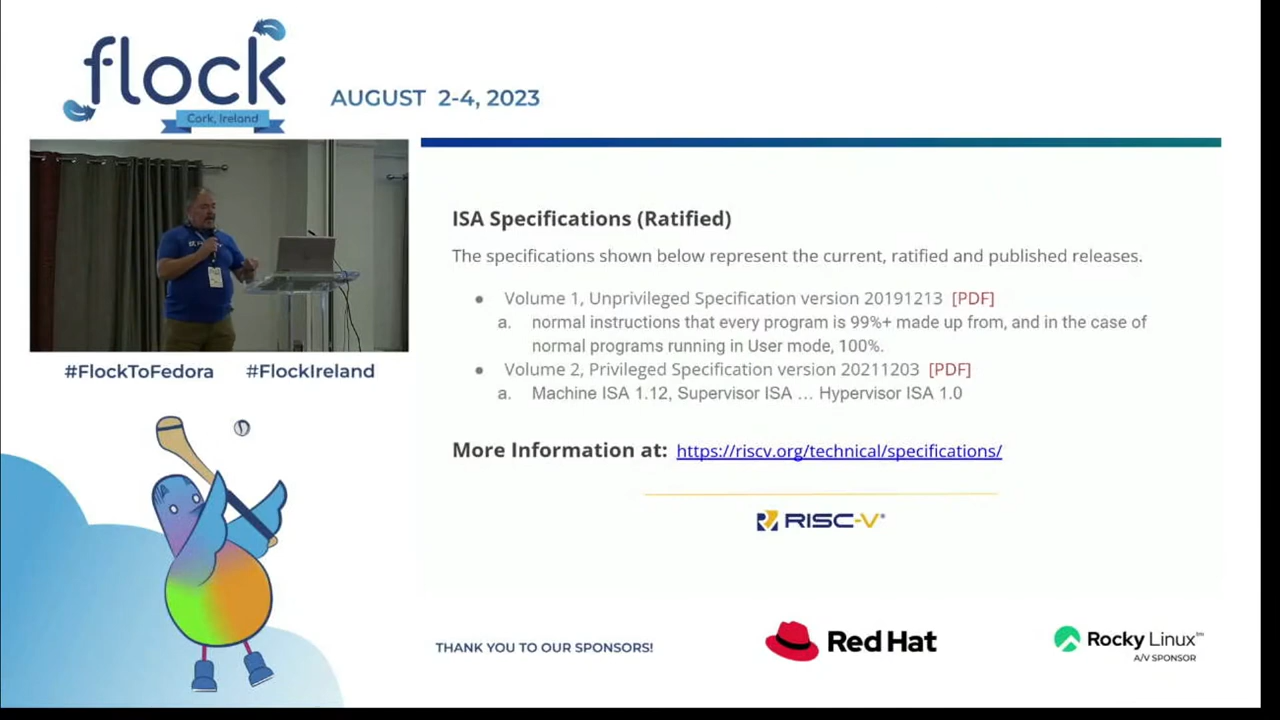 flock
Cork, Ireland
AUGUST 2-4, 2023
ISA Specifications (Ratified)
The specifications shown below represent the current, ratified and published releases.
● Volume 1, Unprivileged Specification version 20191213 [PDF]
a. normal instructions that every program is 99%+ made up from, and in the case of
normal programs running in User mode, 100%.
● Volume 2, Privileged Specification version 20211203 [PDF]
a. Machine ISA 1.12, Supervisor ISA … Hypervisor ISA 1.0
More Information at: https://riscv.org/technical/specifications/
RISC-V®
#FlockToFedora #FlockIreland
THANK YOU TO OUR SPONSORS!
Red Hat
Rocky Linux™
A/V SPONSOR